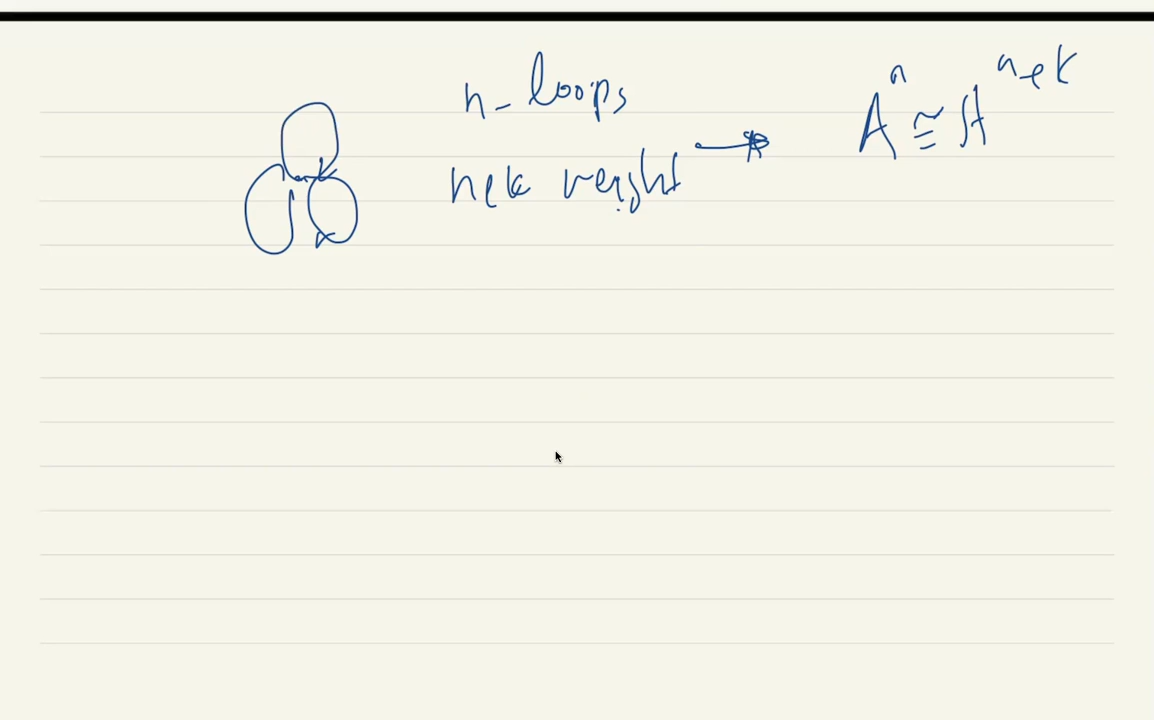 n - loops
n+k weight → A^n ≅ A^{n+k}